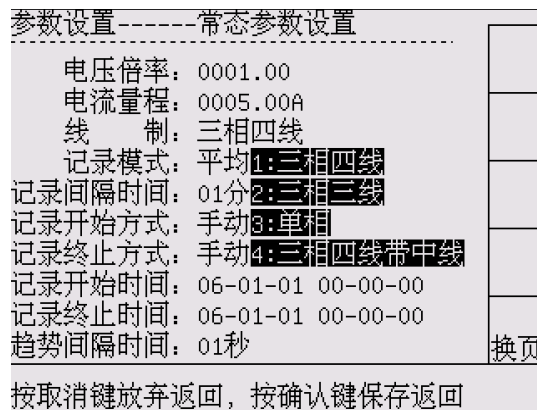 参数设置------常态参数设置
电压倍率：0001.00
电流量程：0005.00A
线　　制：三相四线
记录模式：平均1:三相四线
记录间隔时间：01分2:三相三线
记录开始方式：手动3:单相
记录终止方式：手动4:三相四线带中线
记录开始时间：06-01-01 00-00-00
记录终止时间：06-01-01 00-00-00
趋势间隔时间：01秒
换页
按取消键放弃返回，按确认键保存返回